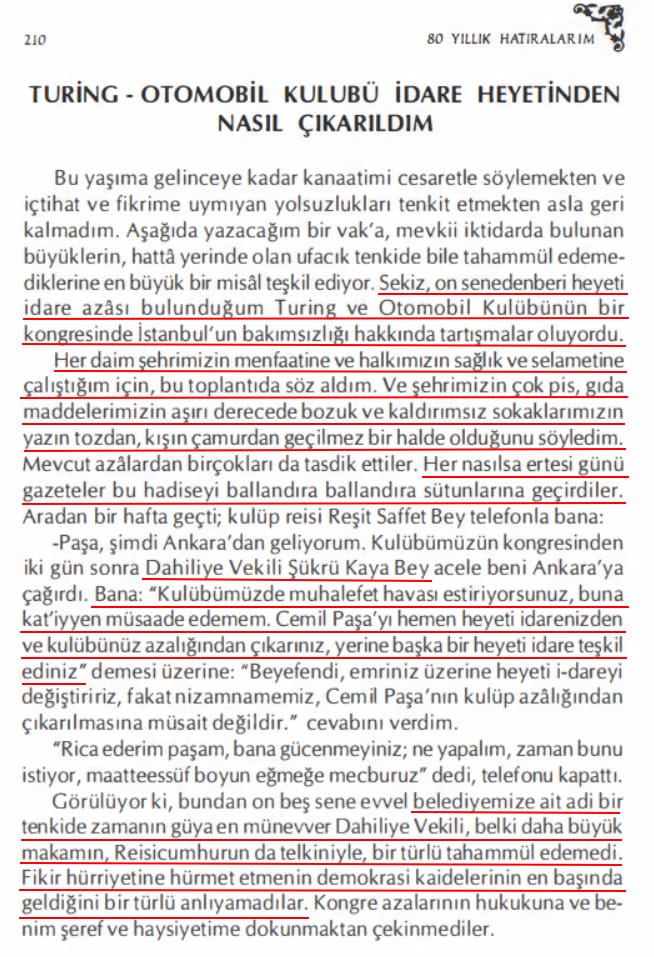 210
80 YILLIK HATIRALARIM
TURİNG - OTOMOBİL KULUBÜ İDARE HEYETİNDEN
NASIL ÇIKARILDIM
Bu yaşıma gelinceye kadar kanaatimi cesaretle söylemekten ve
içtihat ve fikrime uymıyan yolsuzlukları tenkit etmekten asla geri
kalmadım. Aşağıda yazacağım bir vak’a, mevkii iktidarda bulunan
büyüklerin, hattâ yerinde olan ufacık tenkide bile tahammül edeme-
diklerine en büyük bir misâl teşkil ediyor. Sekiz, on senedenberi heyeti
idare azâsı bulunduğum Turing ve Otomobil Kulübünün bir
kongresinde İstanbul’un bakımsızlığı hakkında tartışmalar oluyordu.
Her daim şehrimizin menfaatine ve halkımızın sağlık ve selametine
çalıştığım için, bu toplantıda söz aldım. Ve şehrimizin çok pis, gıda
maddelerimizin aşırı derecede bozuk ve kaldırımsız sokaklarımızın
yazın tozdan, kışın çamurdan geçilmez bir halde olduğunu söyledim.
Mevcut azâlardan birçokları da tasdik ettiler. Her nasılsa ertesi günü
gazeteler bu hadiseyi ballandıra ballandıra sütunlarına geçirdiler.
Aradan bir hafta geçti; kulüp reisi Reşit Saffet Bey telefonla bana:
-Paşa, şimdi Ankara’dan geliyorum. Kulübümüzün kongresinden
iki gün sonra Dahiliye Vekili Şükrü Kaya Bey acele beni Ankara’ya
çağırdı. Bana: “Kulübümüzde muhalefet havası estiriyorsunuz, buna
kat’iyyen müsaade edemem. Cemil Paşa’yı hemen heyeti idarenizden
ve kulübünüz azalığından çıkarınız, yerine başka bir heyeti idare teşkil
ediniz” demesi üzerine: “Beyefendi, emriniz üzerine heyeti i-dareyi
değiştiririz, fakat nizamnamemiz, Cemil Paşa’nın kulüp azâlığından
çıkarılmasına müsait değildir.” cevabını verdim.
“Rica ederim paşam, bana gücenmeyiniz; ne yapalım, zaman bunu
istiyor, maatteessüf boyun eğmeğe mecburuz” dedi, telefonu kapattı.
Görülüyor ki, bundan on beş sene evvel belediyemize ait adi bir
tenkide zamanın güya en münevver Dahiliye Vekili, belki daha büyük
makamın, Reisicumhurun da telkiniyle, bir türlü tahammül edemedi.
Fikir hürriyetine hürmet etmenin demokrasi kaidelerinin en başında
geldiğini bir türlü anlıyamadılar. Kongre azalarının hukukuna ve be-
nim şeref ve haysiyetime dokunmaktan çekinmediler.